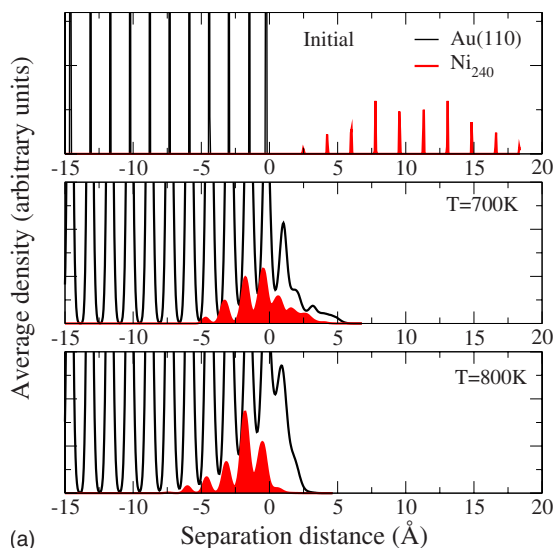 Initial
Au(110)
Ni240
-15 -10 -5 0 5 10 15 20
T=700K
-15 -10 -5 0 5 10 15 20
T=800K
-15 -10 -5 0 5 10 15 20
Average density (arbitrary units)
(a) Separation distance (Å)